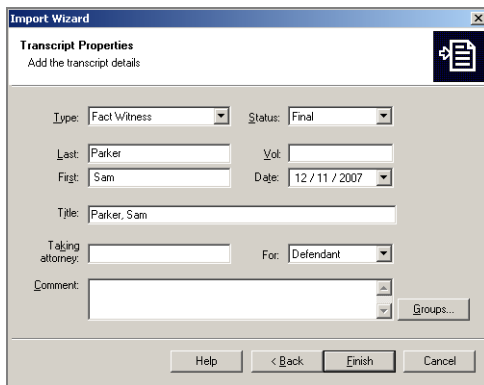 Import Wizard
Transcript Properties
Add the transcript details
Type: Fact Witness Status: Final
Last: Parker Vol:
First: Sam Date: 12 / 11 / 2007
Title: Parker, Sam
Taking
attorney: For: Defendant
Comment:
Groups...
Help < Back Finish Cancel